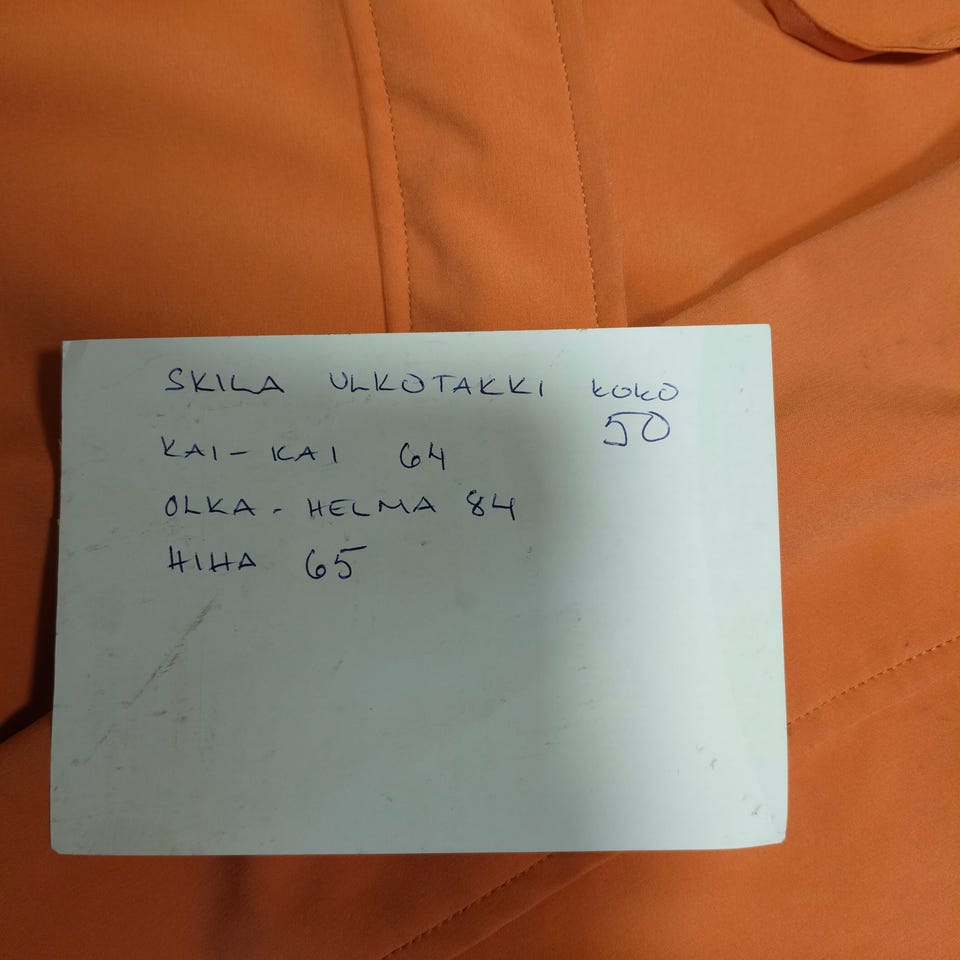 SKILA ULKOTAKKI KOKO
50
KAI-KAI 64
OLKA-HELMA 84
HIHA 65